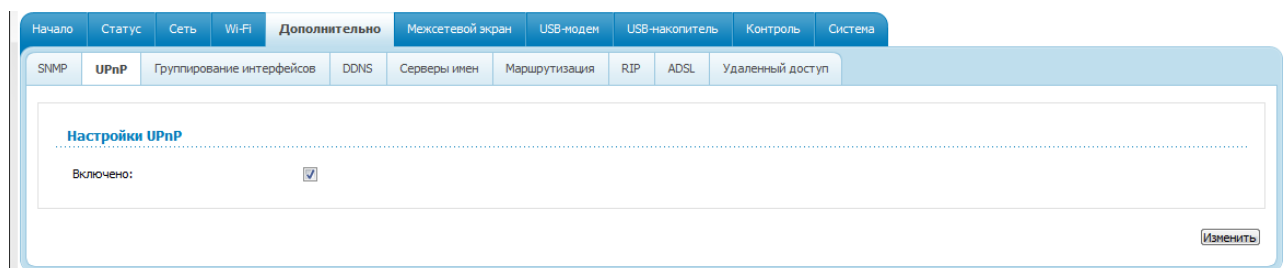 Начало Статус Сеть Wi-Fi Дополнительно Межсетевой экран USB-модем USB-накопитель Контроль Система
SNMP UPnP Группирование интерфейсов DDNS Серверы имен Маршрутизация RIP ADSL Удаленный доступ
Настройки UPnP
Включено:
Изменить